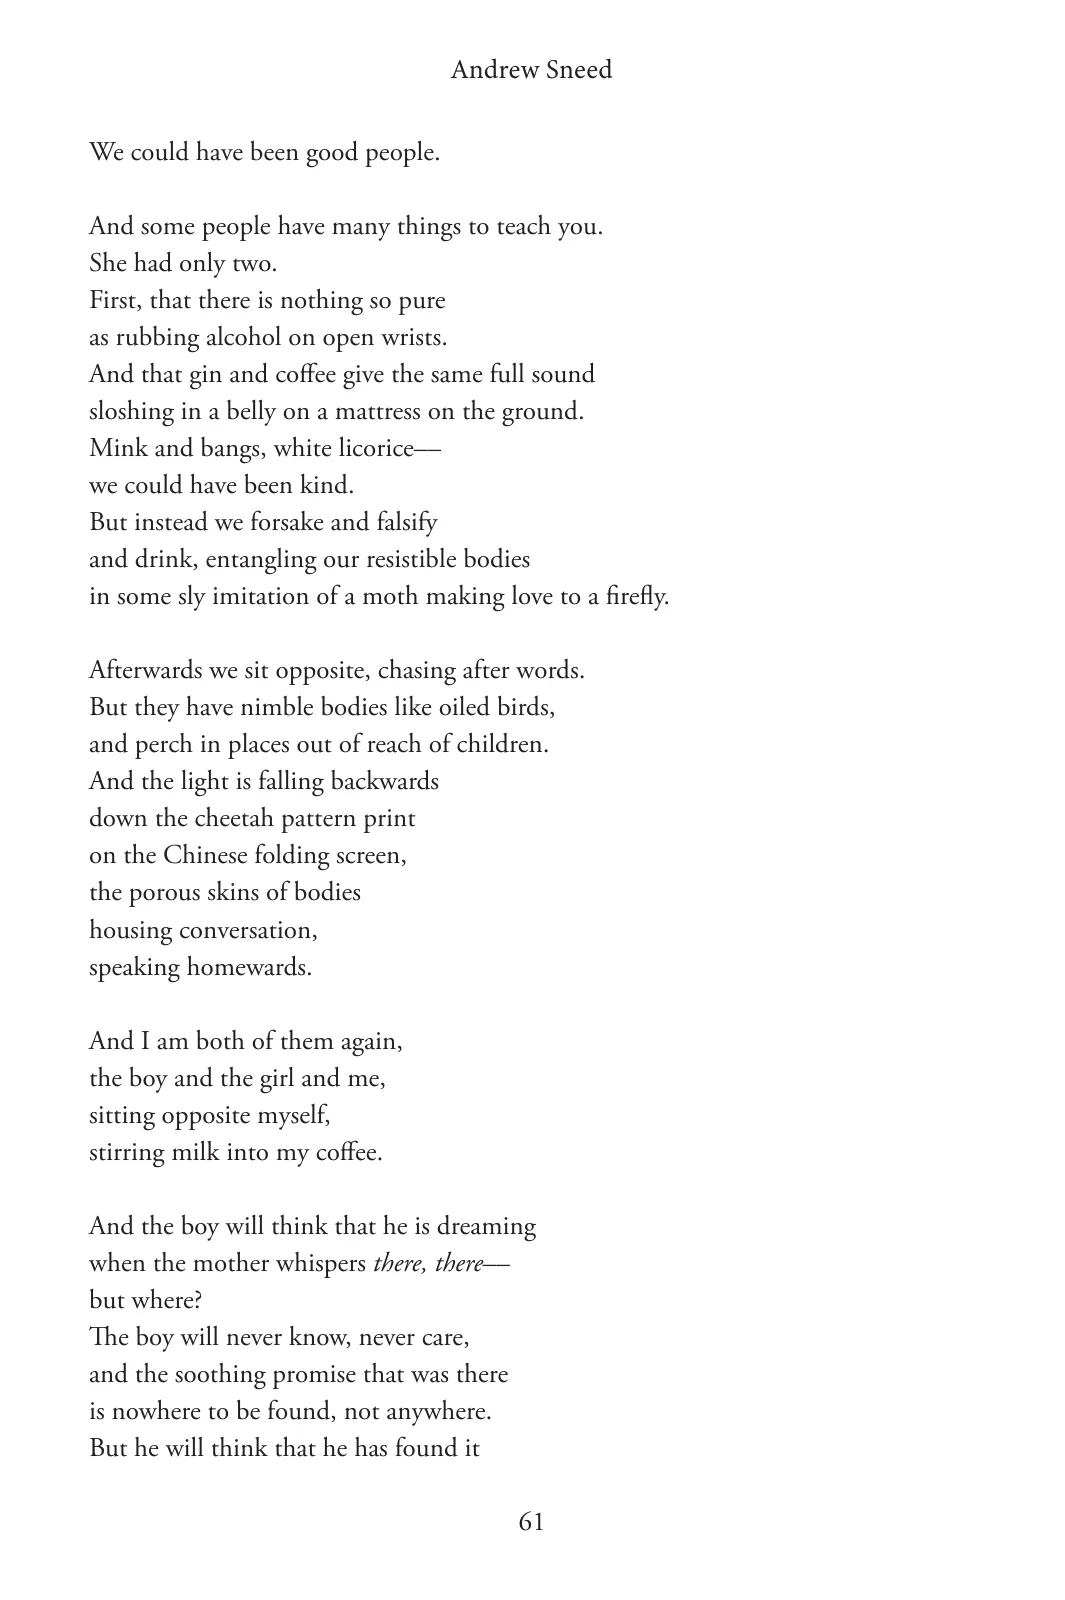 Andrew Sneed
We could have been good people.
And some people have many things to teach you.
She had only two.
First, that there is nothing so pure
as rubbing alcohol on open wrists.
And that gin and coffee give the same full sound
sloshing in a belly on a mattress on the ground.
Mink and bangs, white licorice—
we could have been kind.
But instead we forsake and falsify
and drink, entangling our resistible bodies
in some sly imitation of a moth making love to a firefly.
Afterwards we sit opposite, chasing after words.
But they have nimble bodies like oiled birds,
and perch in places out of reach of children.
And the light is falling backwards
down the cheetah pattern print
on the Chinese folding screen,
the porous skins of bodies
housing conversation,
speaking homewards.
And I am both of them again,
the boy and the girl and me,
sitting opposite myself,
stirring milk into my coffee.
And the boy will think that he is dreaming
when the mother whispers there, there—
but where?
The boy will never know, never care,
and the soothing promise that was there
is nowhere to be found, not anywhere.
But he will think that he has found it
61